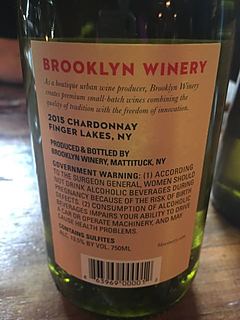 BROOKLYN WINERY
As a boutique urban wine producer, Brooklyn Winery
creates premium small-batch wines combining the
quality of tradition with the freedom of innovation.
2015 CHARDONNAY
FINGER LAKES, NY
PRODUCED & BOTTLED BY
BROOKLYN WINERY, MATTITUCK, NY
GOVERNMENT WARNING: (1) ACCORDING
TO THE SURGEON GENERAL, WOMEN SHOULD
NOT DRINK ALCOHOLIC BEVERAGES DURING
PREGNANCY BECAUSE OF THE RISK OF BIRTH
DEFECTS. (2) CONSUMPTION OF ALCOHOLIC
BEVERAGES IMPAIRS YOUR ABILITY TO DRIVE
A CAR OR OPERATE MACHINERY, AND MAY
CAUSE HEALTH PROBLEMS.
CONTAINS SULFITES
BY VOL. 750ML